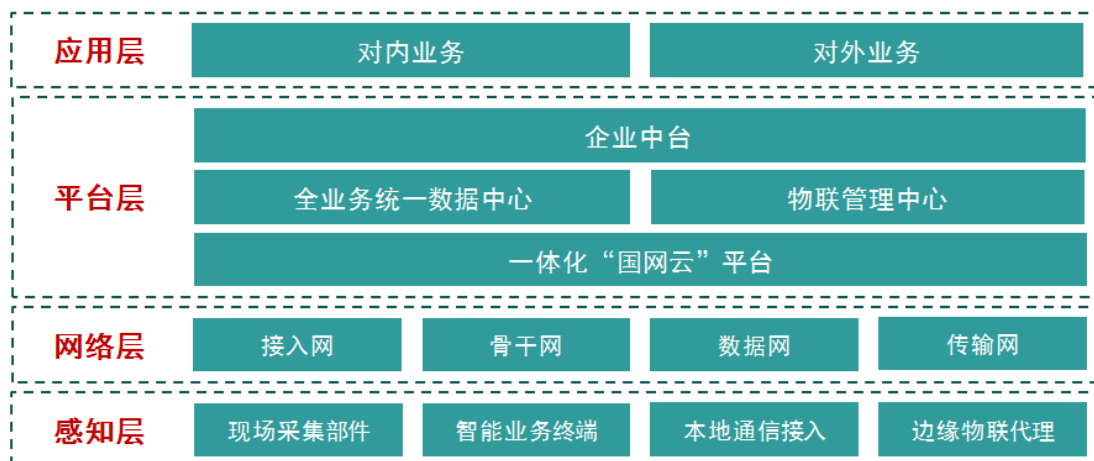 应用层
对内业务
对外业务
平台层
企业中台
全业务统一数据中心
物联管理中心
一体化“国网云”平台
网络层
接入网
骨干网
数据网
传输网
感知层
现场采集部件
智能业务终端
本地通信接入
边缘物联代理